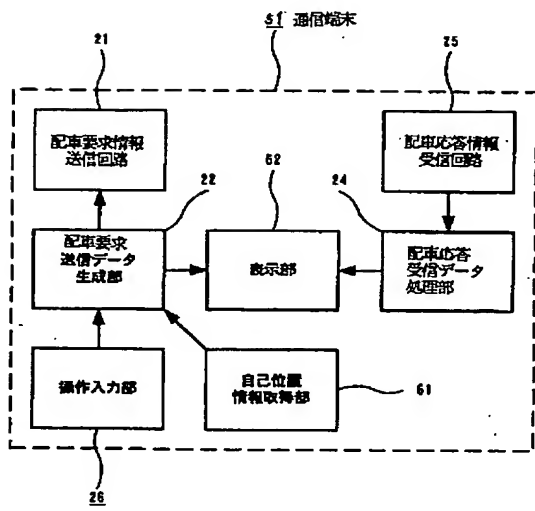 51 通信端末
21
25
配車要求情報
送信回路
配車応答情報
受信回路
22
62
24
配車要求
送信データ
生成部
表示部
配車応答
受信データ
処理部
操作入力部
自己位置
情報取得部
61
26